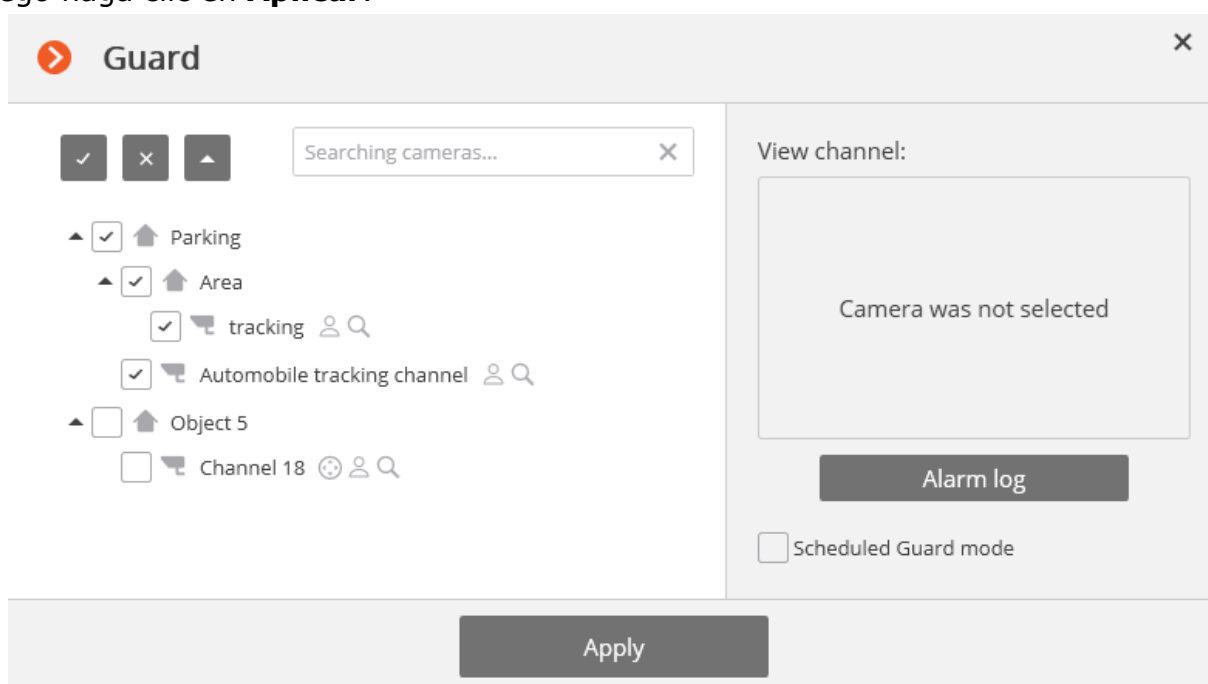 Guard
Searching cameras...
View channel:
Parking
Area
tracking
Automobile tracking channel
Object 5
Channel 18
Camera was not selected
Alarm log
Scheduled Guard mode
Apply